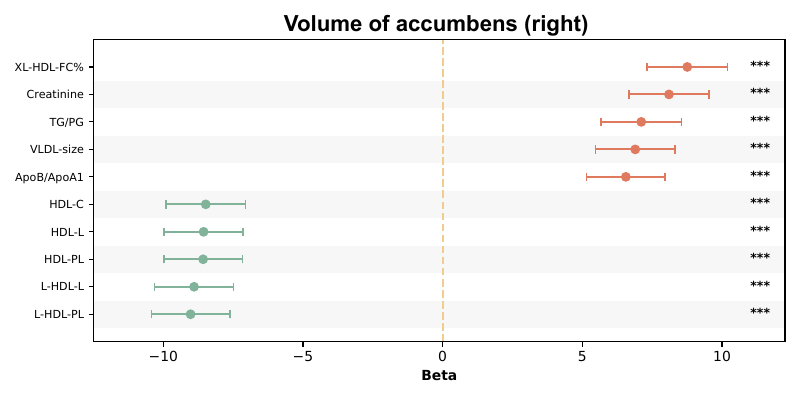 Volume of accumbens (right)
XL-HDL-FC% ***
Creatinine ***
TG/PG ***
VLDL-size ***
ApoB/ApoA1 ***
HDL-C ***
HDL-L ***
HDL-PL ***
L-HDL-L ***
L-HDL-PL ***
−10 −5 0 5 10
Beta